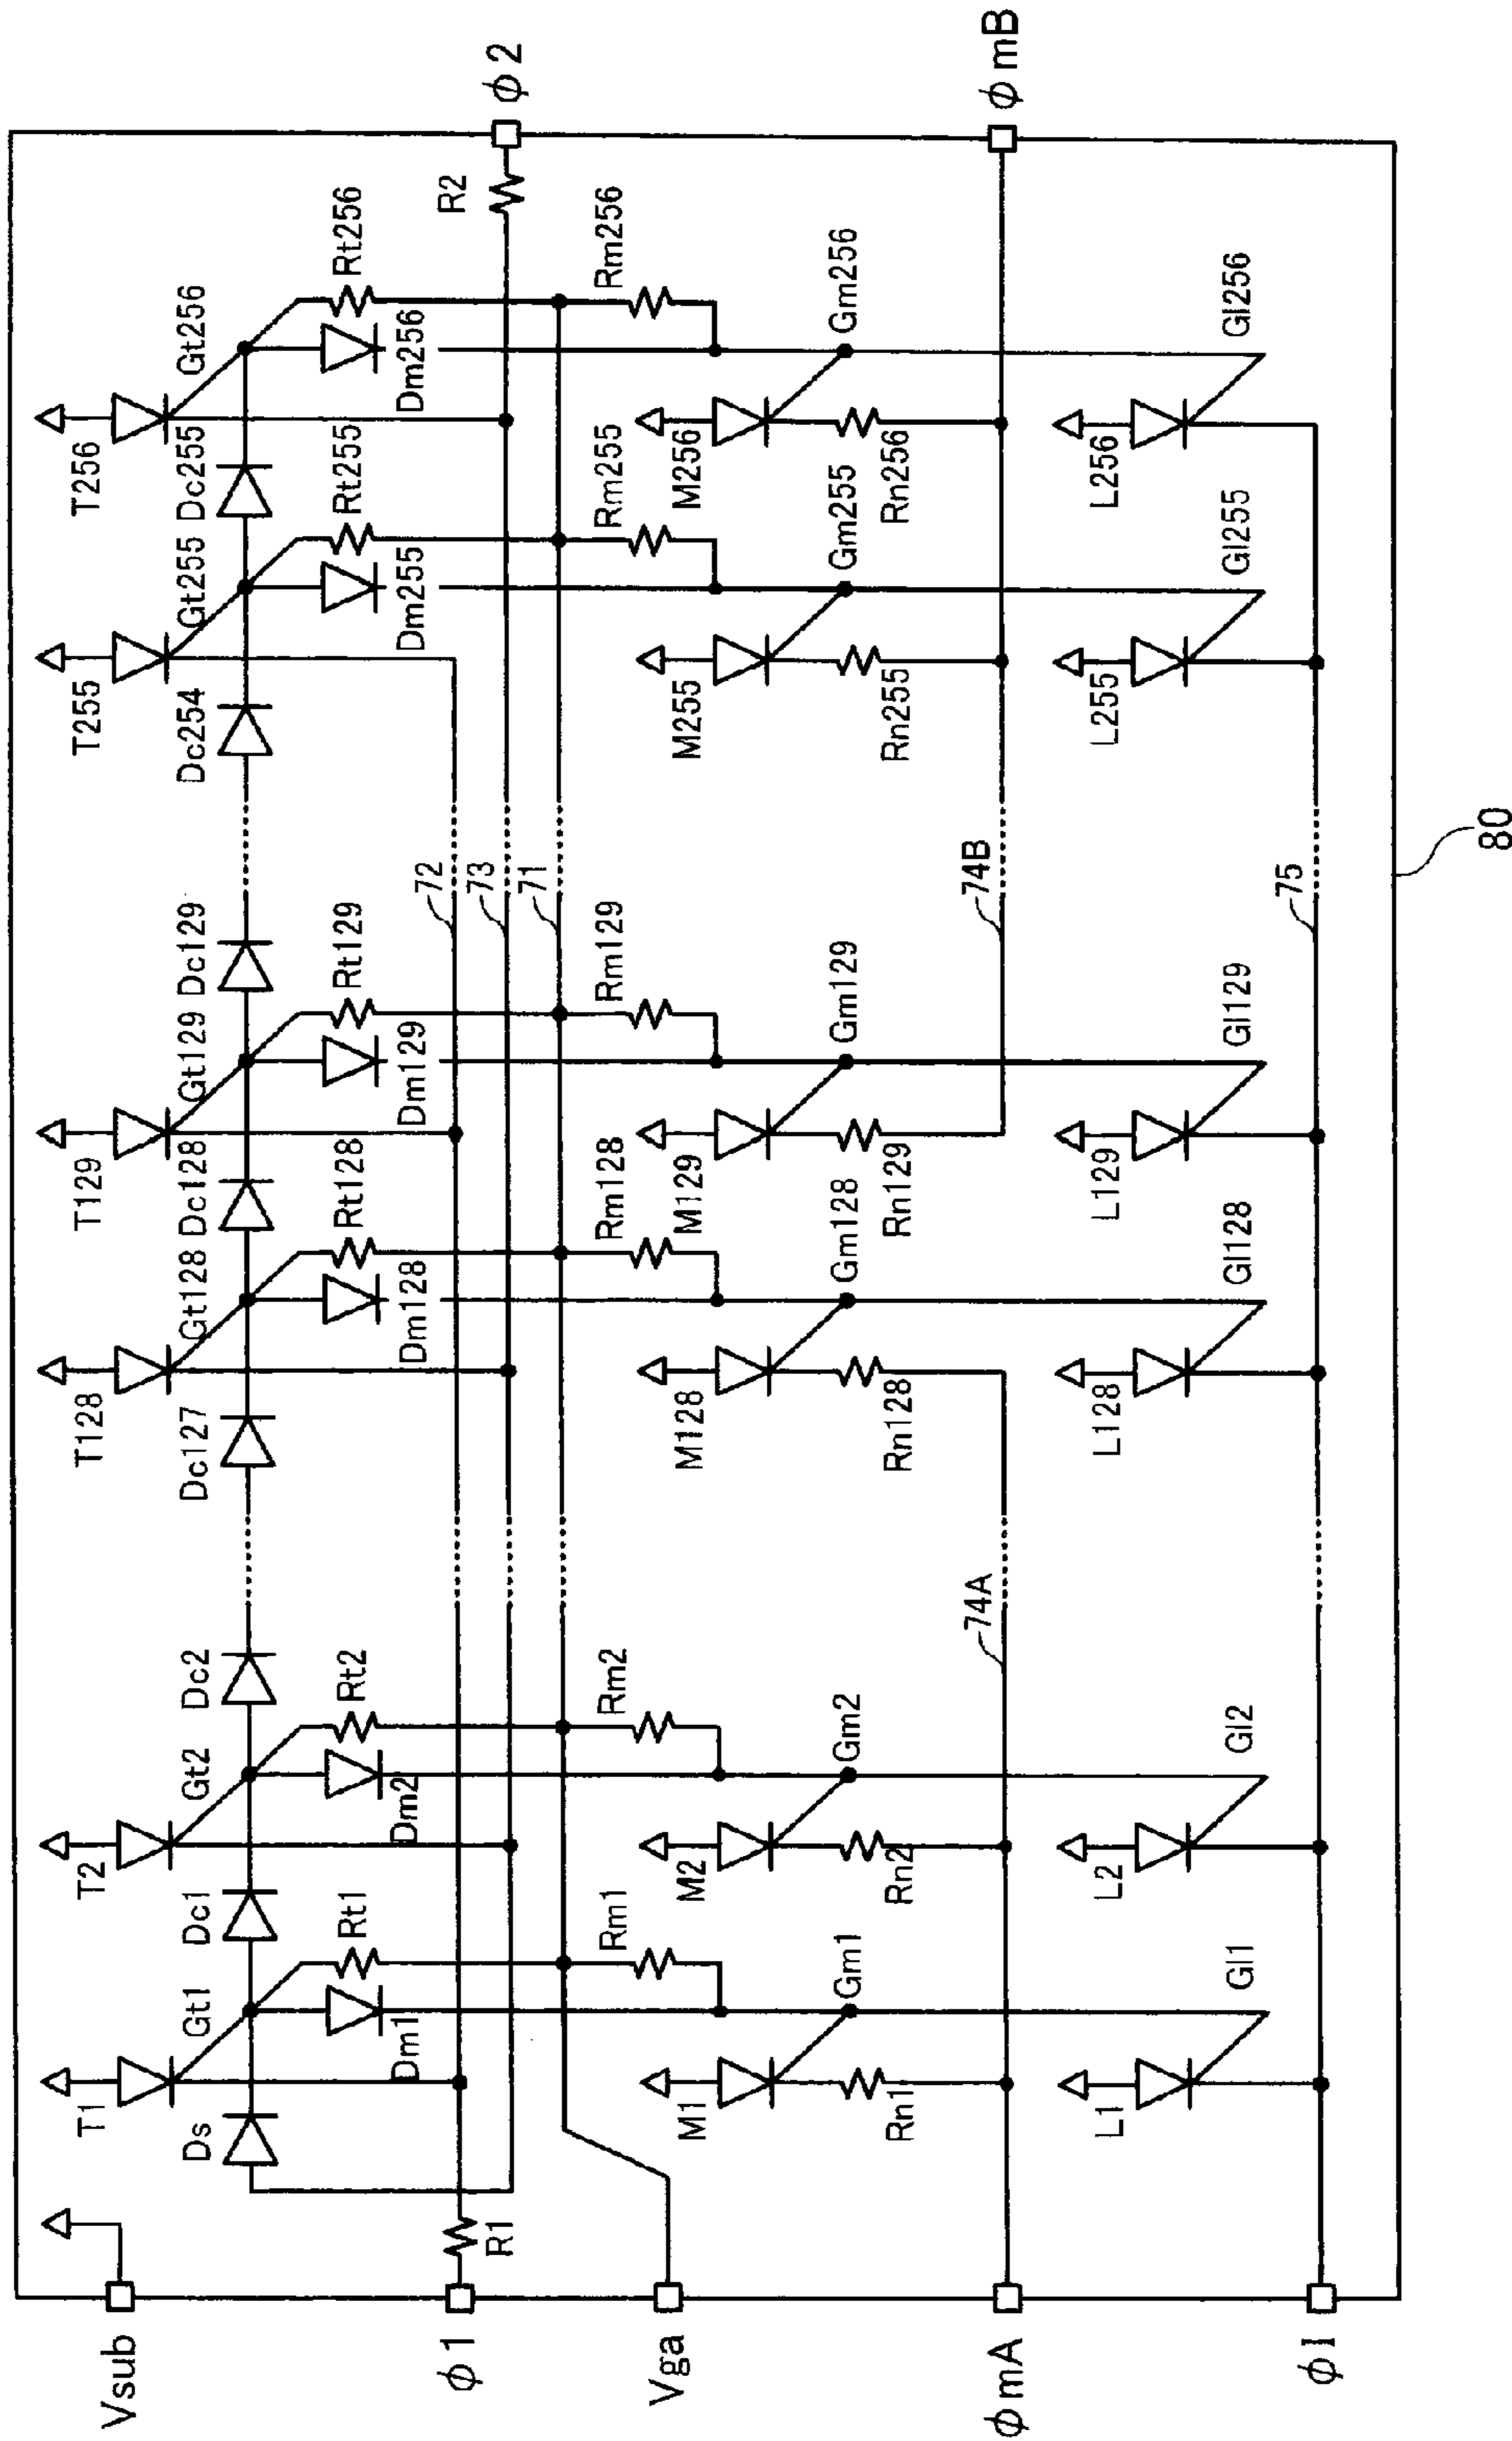 Vsub
φ1
Vga
φmA
φI
φ2
φmB
80
T1
T2
T128
T129
T255
T256
Ds
Gt1
Dc1
Gt2
Dc2
Dc127
Gt128
Dc128
Gt129
Dc129
Dc254
Gt255
Dc255
Gt256
Rt1
Rt2
Rt128
Rt129
Rt255
Rt256
Dm1
Dm2
Dm128
Dm129
Dm255
Dm256
R1
R2
72
73
71
Rm1
Rm2
Rm128
Rm129
Rm255
Rm256
M1
M2
M128
M129
M255
M256
Gm1
Gm2
Gm128
Gm129
Gm255
Gm256
Rn1
Rn2
Rn128
Rn129
Rn255
Rn256
74A
74B
L1
L2
L128
L129
L255
L256
Gl1
Gl2
Gl128
Gl129
Gl255
Gl256
75